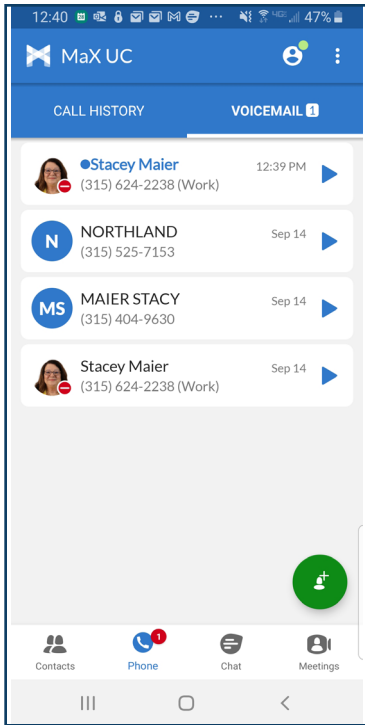 12:40 47%
MaX UC
CALL HISTORY VOICEMAIL 1
Stacey Maier 12:39 PM
(315) 624-2238 (Work)
N NORTHLAND Sep 14
(315) 525-7153
MS MAIER STACY Sep 14
(315) 404-9630
Stacey Maier Sep 14
(315) 624-2238 (Work)
1
Contacts Phone Chat Meetings